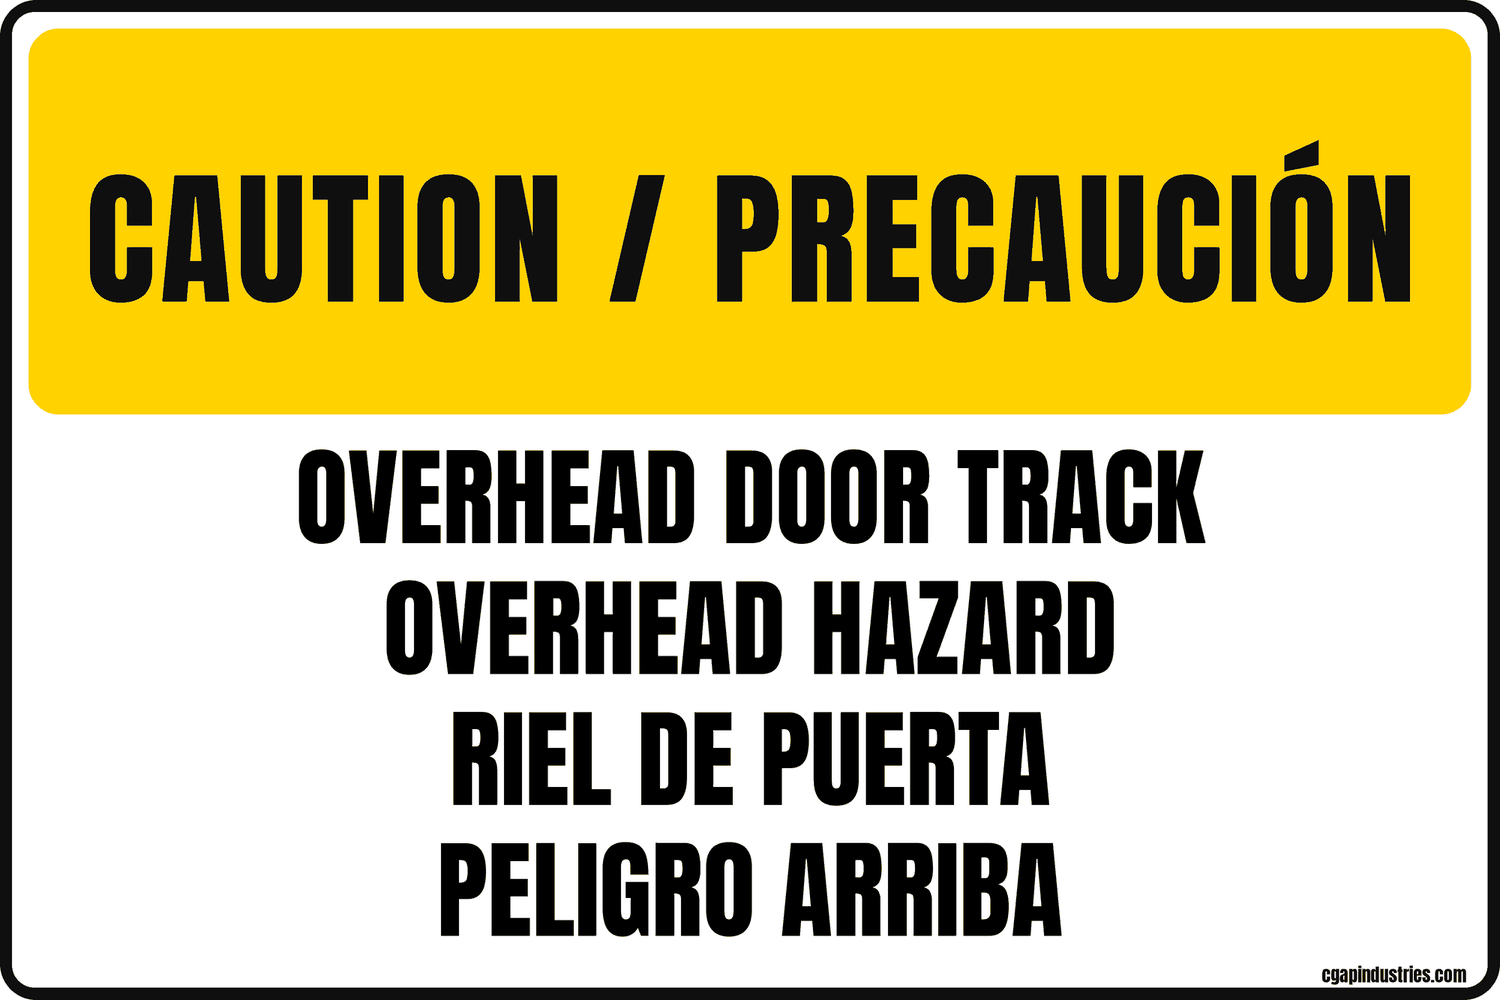 CAUTION / PRECAUCIÓN
OVERHEAD DOOR TRACK
OVERHEAD HAZARD
RIEL DE PUERTA
PELIGRO ARRIBA
cgapindustries.com